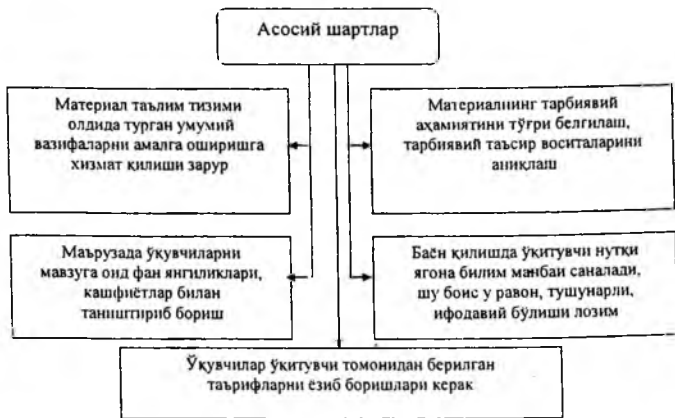 Асосий шартлар
Материал таълим тизими
олдида турган умумий
вазифаларни амалга оширишга
хизмат қилиши зарур
Материалнинг тарбиявий
аҳамиятини тўғри белгилаш,
тарбиявий таъсир воситаларини
аниқлаш
Маърузада ўқувчиларни
мавзуга оид фан янгиликлари,
кашфиётлар билан
таништириб бориш
Баён қилишда ўқитувчи нутқи
ягона билим манбаи саналади,
шу боис у равон, тушунарли,
ифодавий бўлиши лозим
Ўқувчилар ўқитувчи томонидан берилган
таърифларни ёзиб боришлари керак